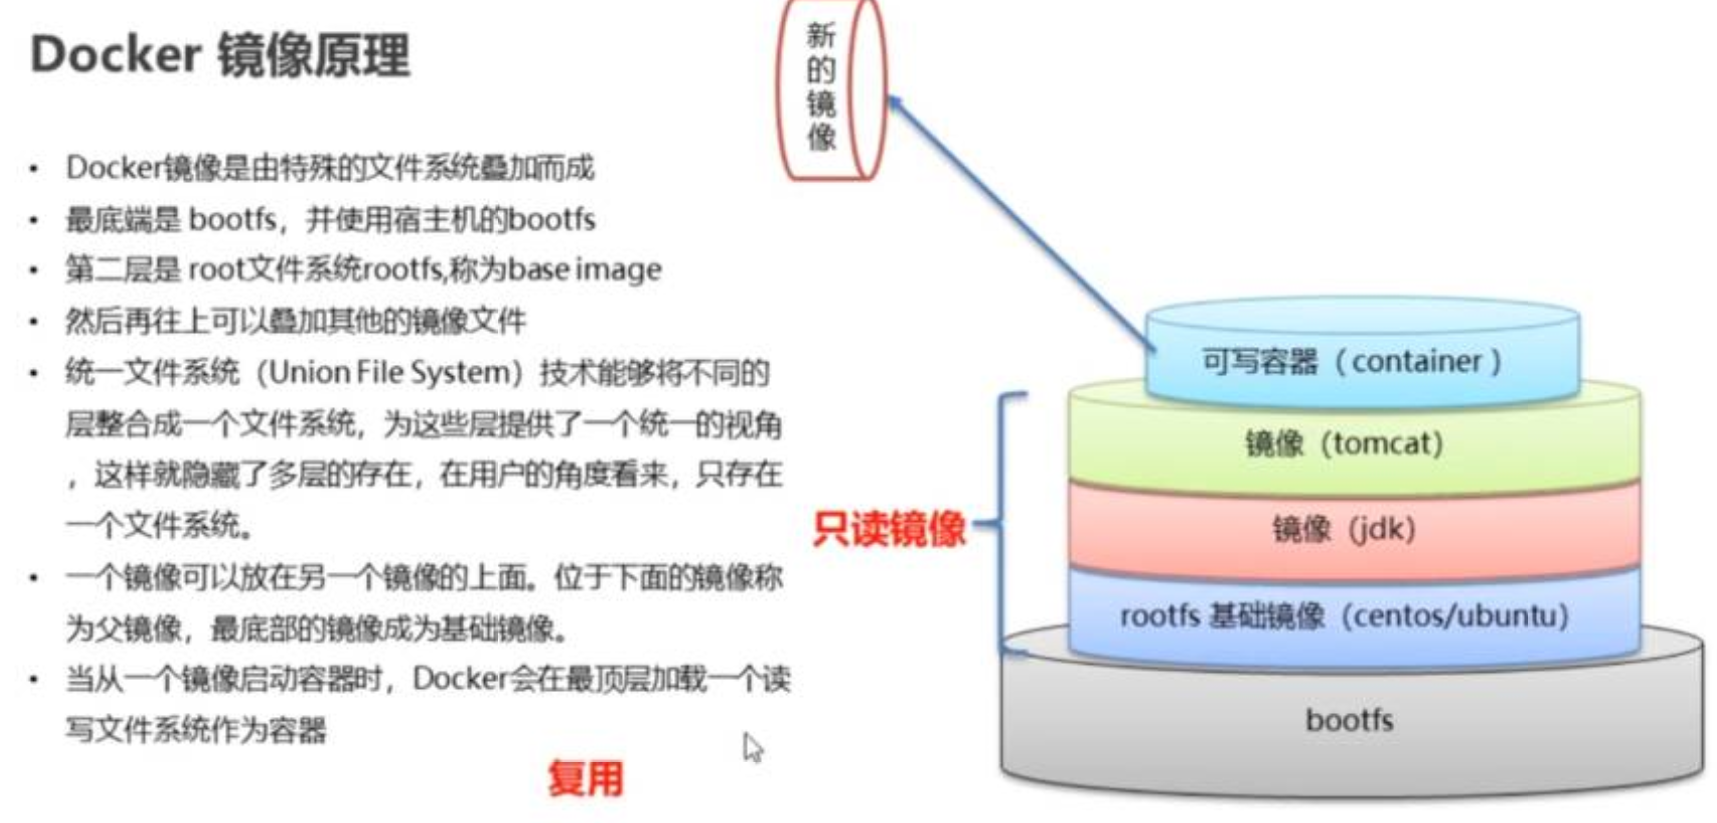 Docker 镜像原理
• Docker镜像是由特殊的文件系统叠加而成
• 最底端是 bootfs，并使用宿主机的bootfs
• 第二层是 root文件系统rootfs,称为base image
• 然后再往上可以叠加其他的镜像文件
• 统一文件系统（Union File System）技术能够将不同的
层整合成一个文件系统，为这些层提供了一个统一的视角
，这样就隐藏了多层的存在，在用户的角度看来，只存在
一个文件系统。
• 一个镜像可以放在另一个镜像的上面。位于下面的镜像称
为父镜像，最底部的镜像成为基础镜像。
• 当从一个镜像启动容器时，Docker会在最顶层加载一个读
写文件系统作为容器
复用
新的镜像
可写容器（container）
镜像（tomcat）
镜像（jdk）
rootfs 基础镜像（centos/ubuntu）
bootfs
只读镜像